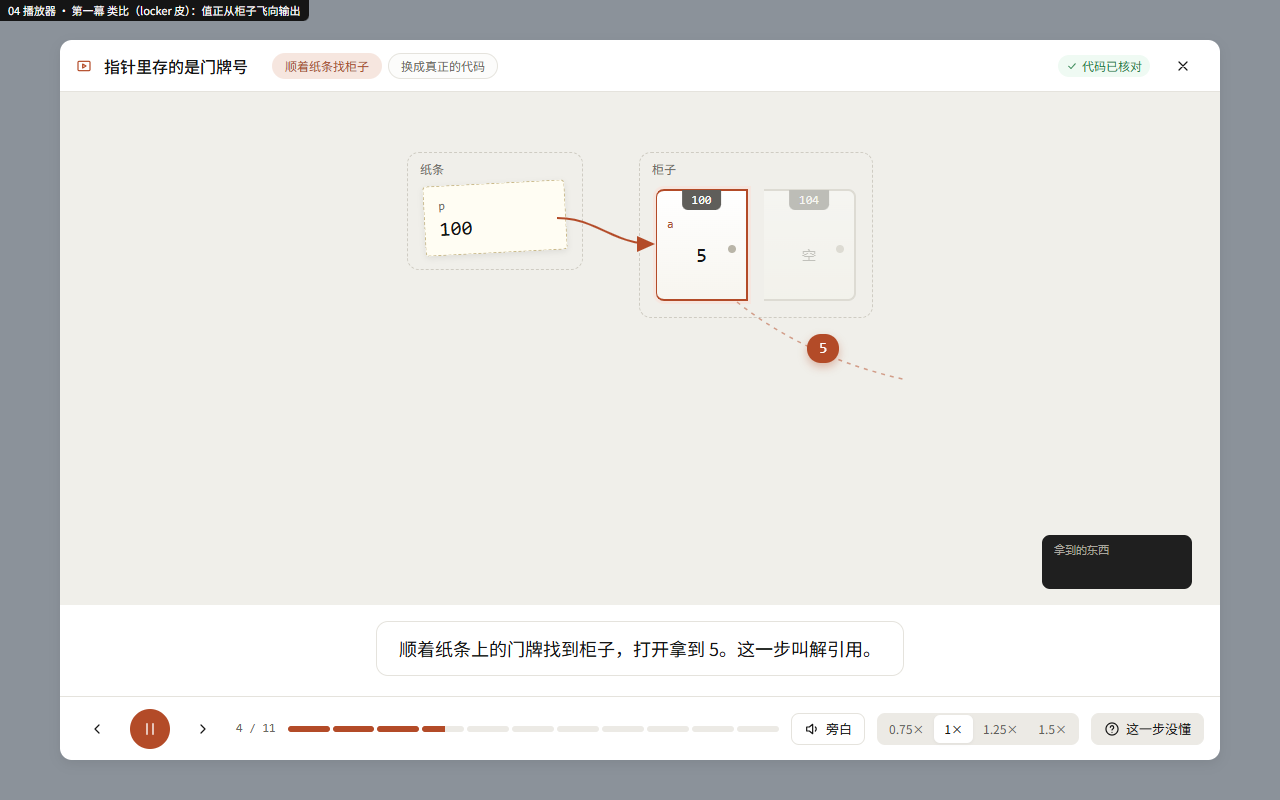 04 播放器 · 第一幕 类比（locker 皮）：值正从柜子飞向输出
指针里存的是门牌号
顺着纸条找柜子
换成真正的代码
代码已核对
纸条
p
100
柜子
100
a
5
104
空
5
拿到的东西
顺着纸条上的门牌找到柜子，打开拿到 5。这一步叫解引用。
4 / 11
旁白
0.75×
1×
1.25×
1.5×
这一步没懂